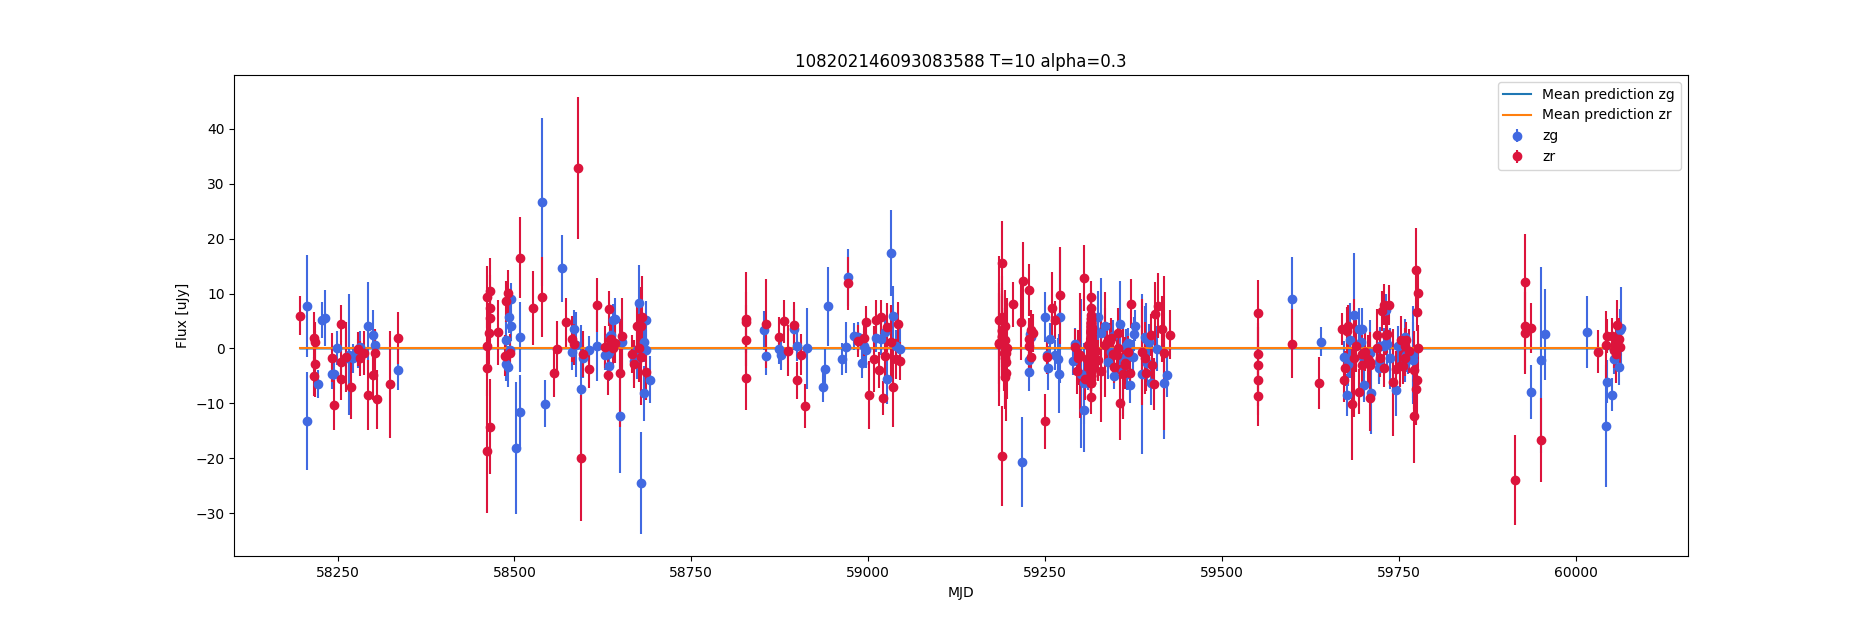 108202146093083588 T=10 alpha=0.3
Mean prediction zg
Mean prediction zr
zg
zr
Flux [uJy]
40
30
20
10
0
−10
−20
−30
58250 58500 58750 59000 59250 59500 59750 60000
MJD